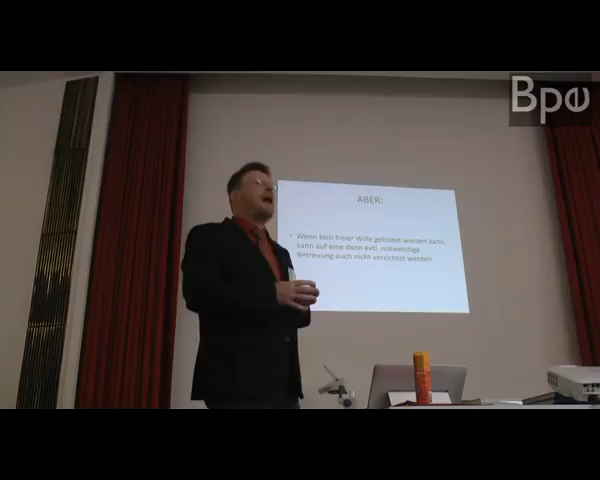 Bpe
ABER:
• Wenn kein freier Wille gebildet werden kann,
kann auf eine dann evtl. notwendige
Betreuung auch nicht verzichtet werden